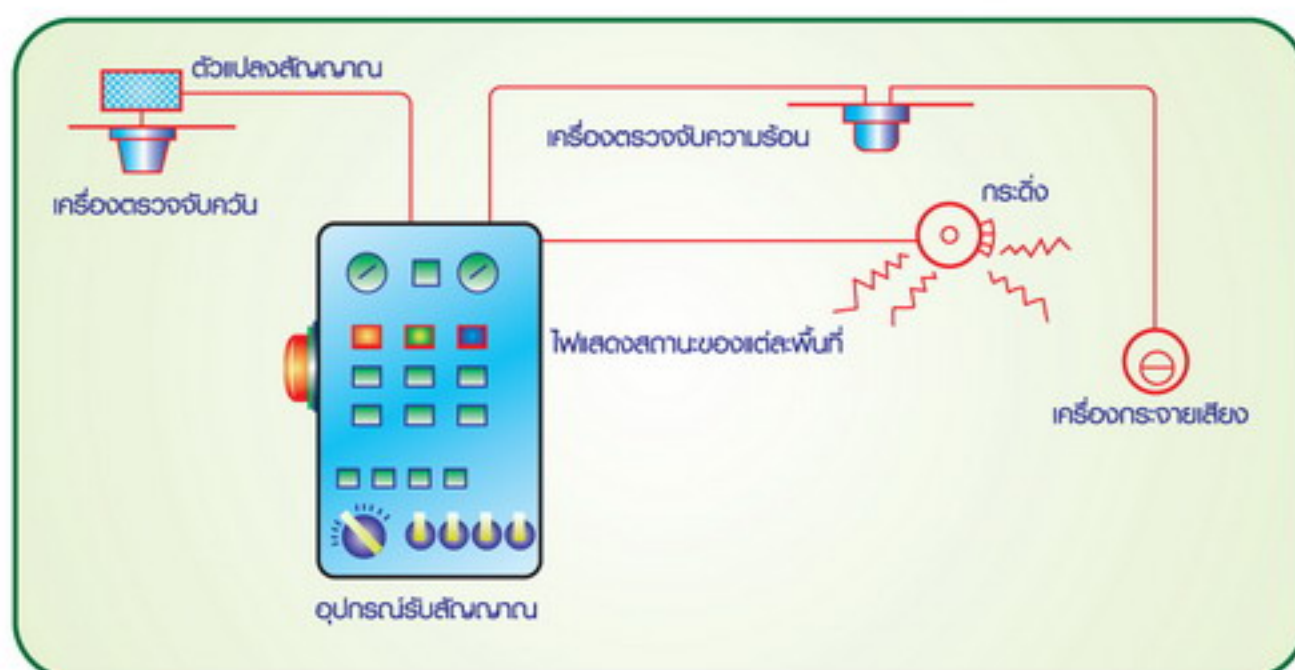 ตัวแปลงสัญญาณ
เครื่องตรวจจับความร้อน
เครื่องตรวจจับควัน
กระดิ่ง
ไฟแสดงสถานะของแต่ละพื้นที่
เครื่องกระจายเสียง
อุปกรณ์รับสัญญาณ